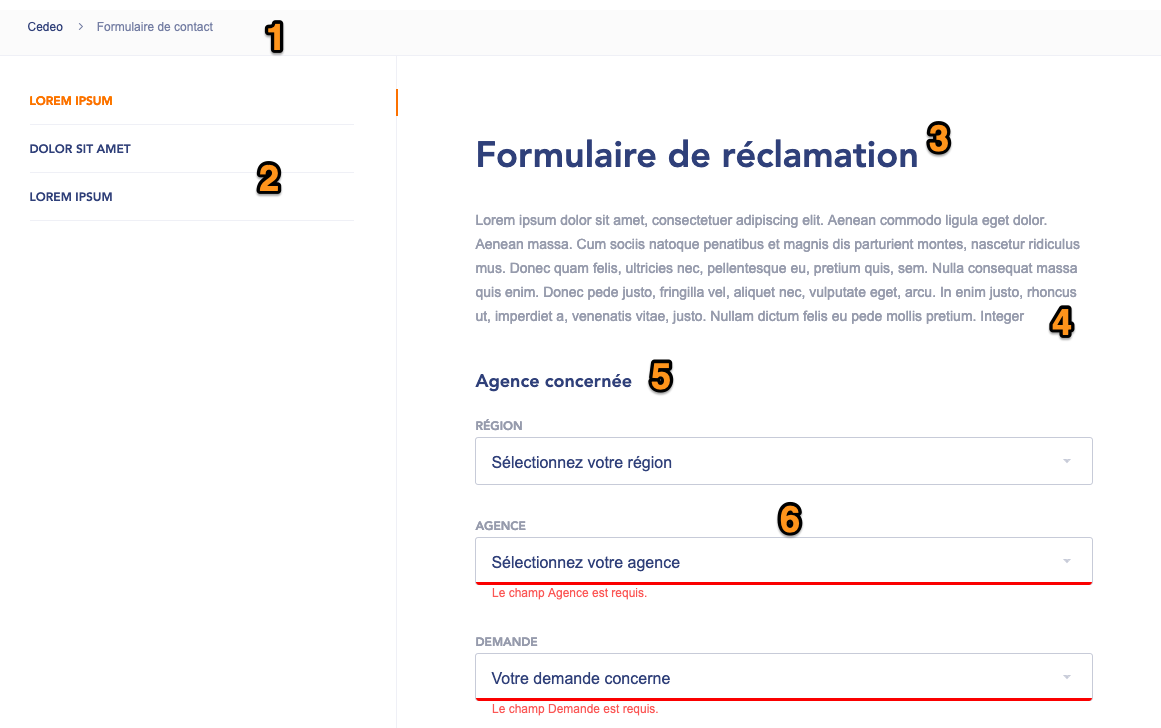 Cedeo > Formulaire de contact
1
LOREM IPSUM
DOLOR SIT AMET
2
LOREM IPSUM
Formulaire de réclamation
3
Lorem ipsum dolor sit amet, consectetuer adipiscing elit. Aenean commodo ligula eget dolor.
Aenean massa. Cum sociis natoque penatibus et magnis dis parturient montes, nascetur ridiculus
mus. Donec quam felis, ultricies nec, pellentesque eu, pretium quis, sem. Nulla consequat massa
quis enim. Donec pede justo, fringilla vel, aliquet nec, vulputate eget, arcu. In enim justo, rhoncus
ut, imperdiet a, venenatis vitae, justo. Nullam dictum felis eu pede mollis pretium. Integer
4
Agence concernée
5
RÉGION
Sélectionnez votre région
6
AGENCE
Sélectionnez votre agence
Le champ Agence est requis.
DEMANDE
Votre demande concerne
Le champ Demande est requis.